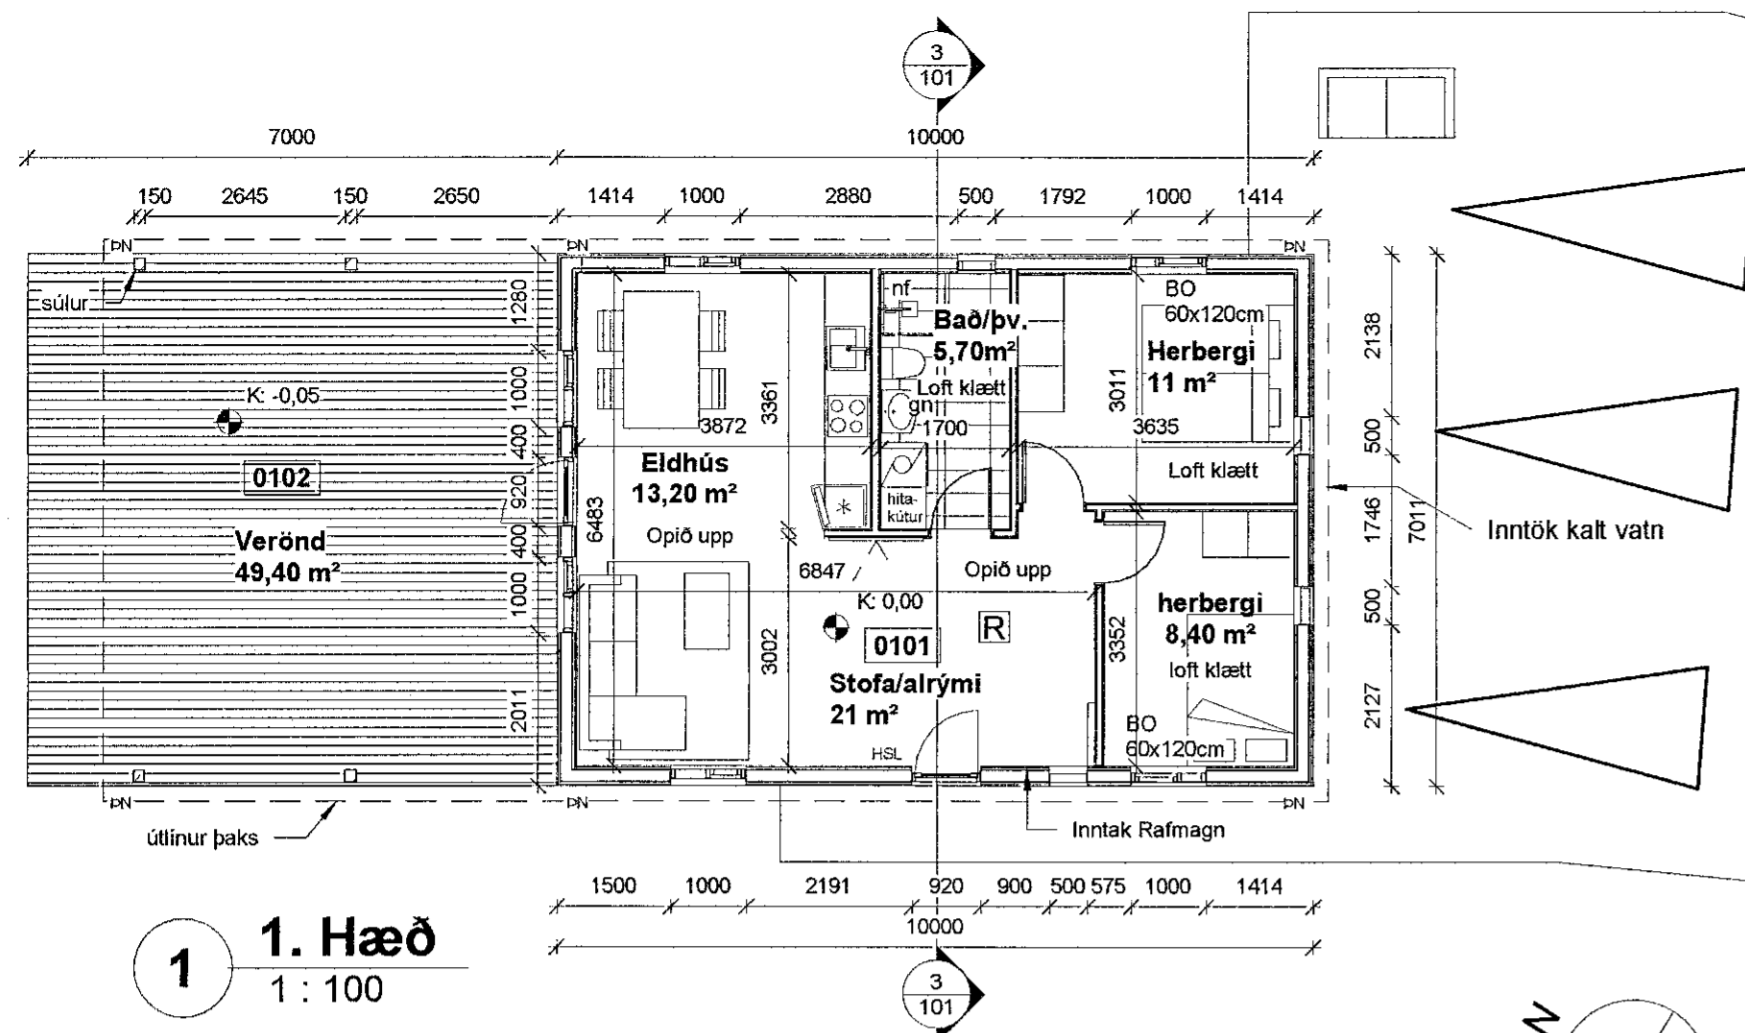 3
101
7000
10000
150
2645
150
2650
1414
1000
2880
500
1792
1000
1414
ÞN
ÞN
ÞN
súlur
1280
1000
400
920
400
1000
2011
K: -0,05
0102
Verönd
49,40 m²
3872
3361
6483
Eldhús
13,20 m²
Opið upp
nf
Bað/þv.
5,70m²
Loft klætt
gn
1700
hita-
kútur
BO
60x120cm
Herbergi
11 m²
3011
3635
Loft klætt
2138
500
1746
500
2127
7011
Inntök kalt vatn
6847
Opið upp
K: 0,00
0101
R
3002
Stofa/alrými
21 m²
HSL
herbergi
8,40 m²
loft klætt
3352
BO
60x120cm
ÞN
ÞN
ÞN
útlínur þaks
Inntak Rafmagn
1500
1000
2191
920
900
500
575
1000
1414
10000
1
1. Hæð
1 : 100
3
101
N